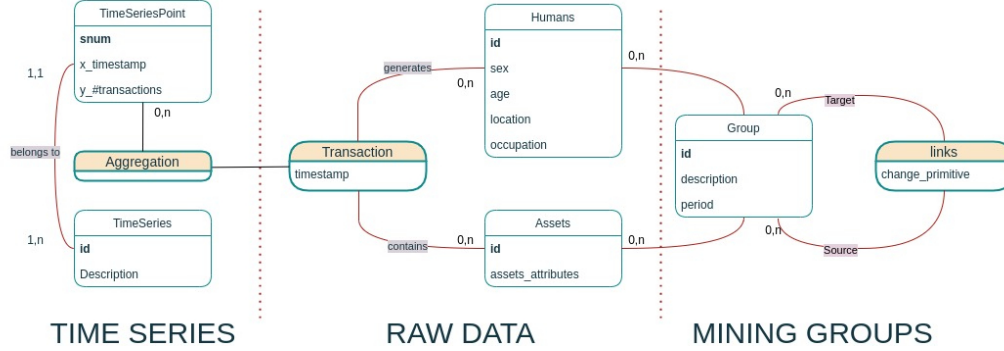 TimeSeriesPoint
snum
x_timestamp
y_#transactions
1,1
0,n
belongs to
Aggregation
TimeSeries
id
Description
1,n
TIME SERIES
Humans
id
sex
age
location
occupation
generates
0,n
0,n
Transaction
timestamp
contains
0,n
Assets
id
assets_attributes
0,n
RAW DATA
Group
id
description
period
0,n
Target
links
change_primitive
0,n
Source
MINING GROUPS